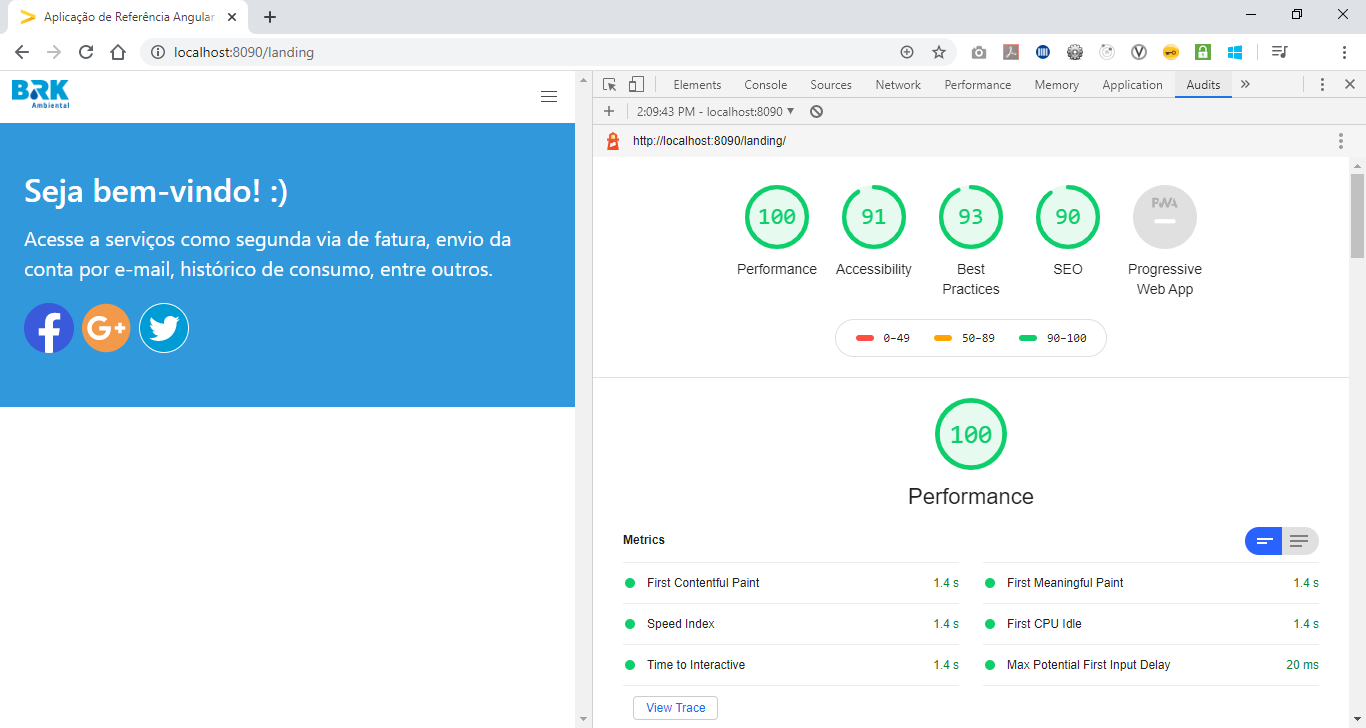 Aplicação de Referência Angular
localhost:8090/landing
BRK
Ambiental
Seja bem-vindo! :)
Acesse a serviços como segunda via de fatura, envio da
conta por e-mail, histórico de consumo, entre outros.
G+
Elements Console Sources Network Performance Memory Application Audits »
2:09:43 PM - localhost:8090
http://localhost:8090/landing/
100 91 93 90 PWA
Performance Accessibility Best Practices SEO Progressive Web App
0–49 50–89 90–100
100
Performance
Metrics
First Contentful Paint 1.4 s
First Meaningful Paint 1.4 s
Speed Index 1.4 s
First CPU Idle 1.4 s
Time to Interactive 1.4 s
Max Potential First Input Delay 20 ms
View Trace